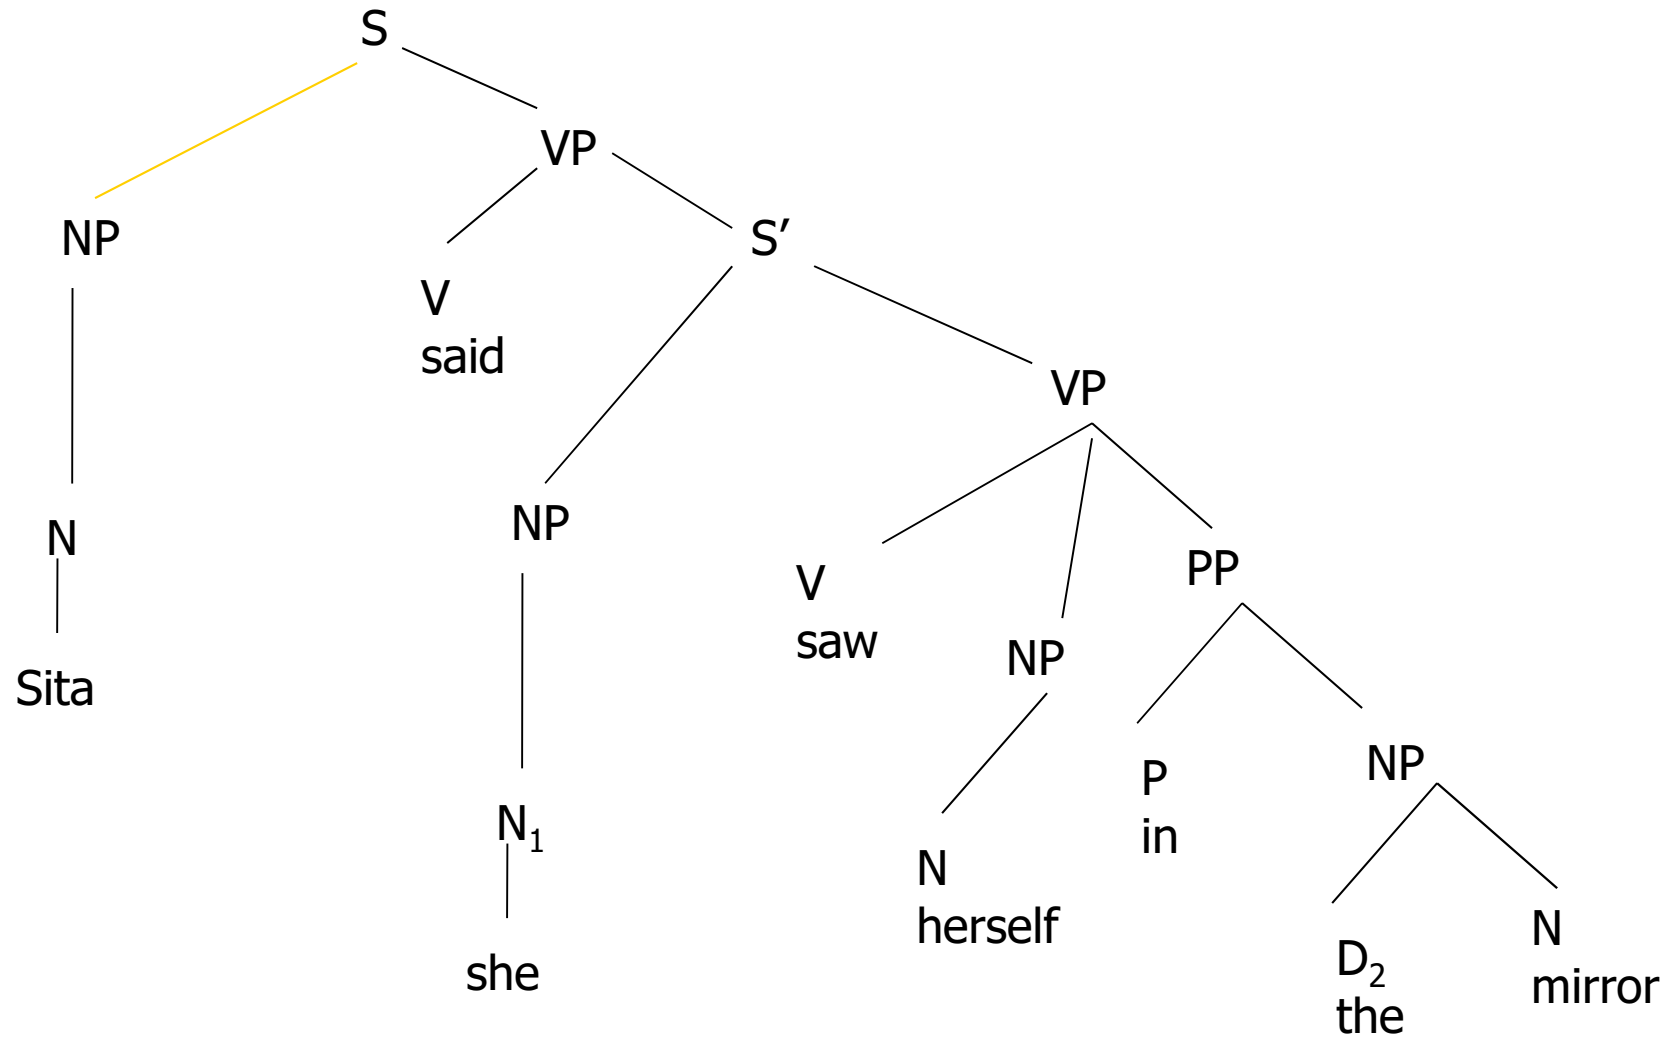 S
VP
NP
S′
V
said
VP
NP
N
V
saw
PP
NP
Sita
P
in
NP
N₁
she
N
herself
D₂
the
N
mirror